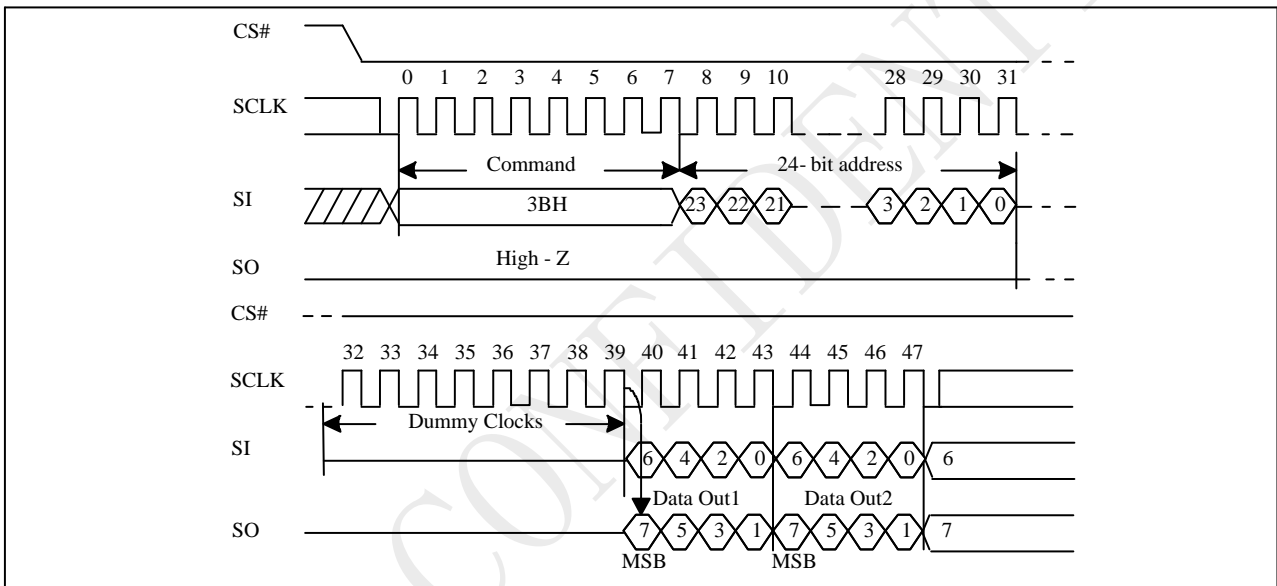 CS#
0 1 2 3 4 5 6 7 8 9 10 28 29 30 31
SCLK
Command 24- bit address
SI 3BH 23 22 21 3 2 1 0
High - Z
SO
CS#
32 33 34 35 36 37 38 39 40 41 42 43 44 45 46 47
SCLK
Dummy Clocks
SI 6 4 2 0 6 4 2 0 6
Data Out1 Data Out2
SO 7 5 3 1 7 5 3 1 7
MSB MSB
CONFIDENT